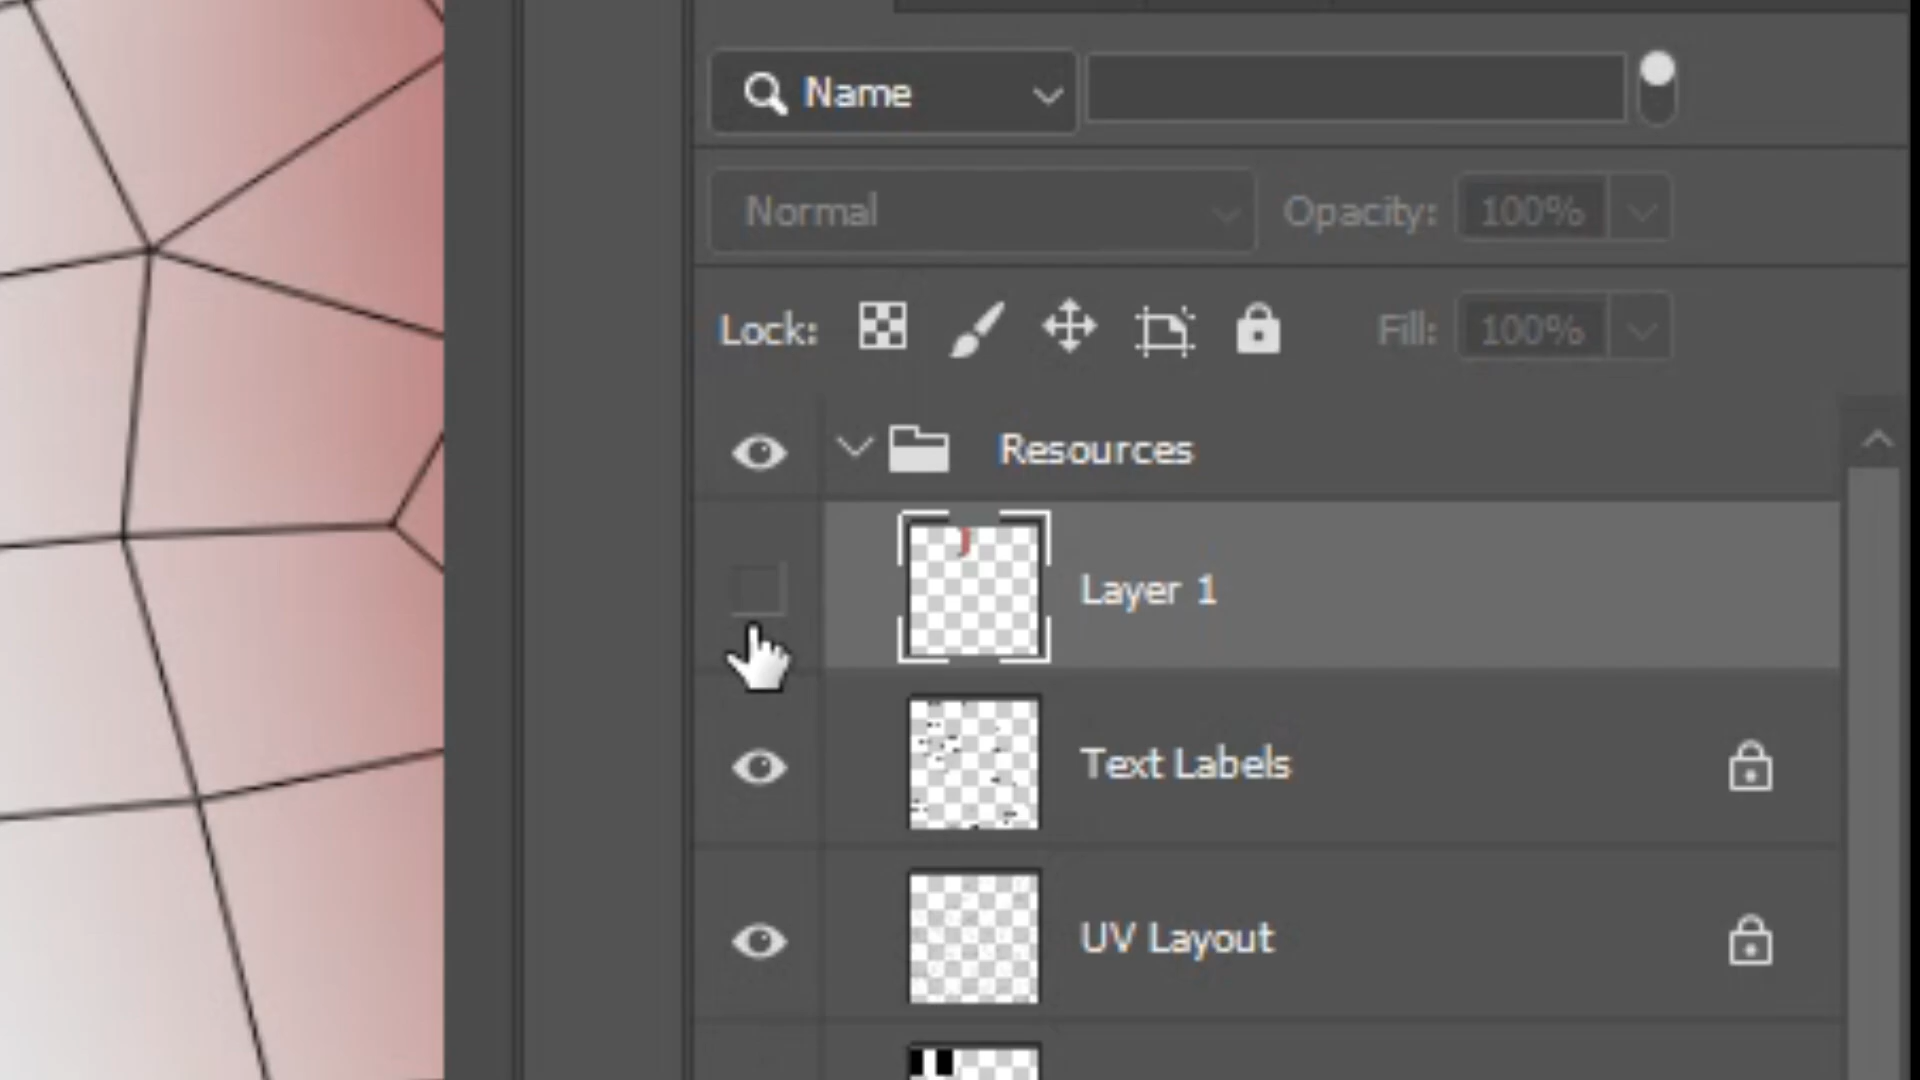 Name
Normal Opacity: 100%
Lock: Fill: 100%
Resources
Layer 1
Text Labels
UV Layout